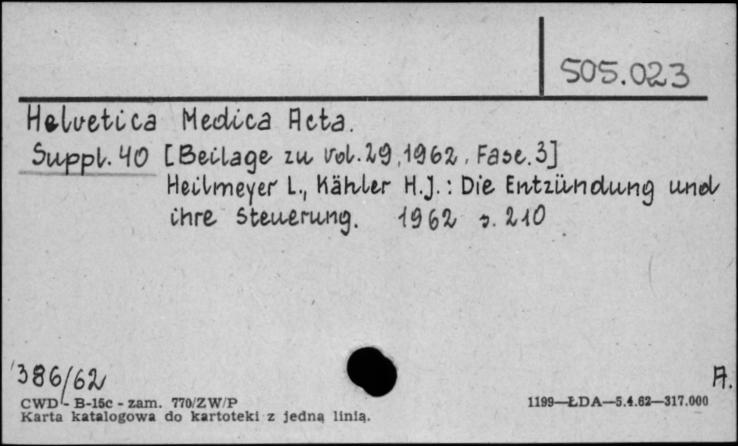 505.023
Helvetica Medica Acta.
Suppl. 40 [Beilage zu vol. 29, 1962, Fasc. 3]
Heilmeyer L., Kähler H.J.: Die Entzündung und
ihre Steuerung. 1962 s. 210
386/62
A.
CWD - B-15c - zam. 770/ZW/P
1199—ŁDA—5.4.62—317.000
Karta katalogowa do kartoteki z jedną linią.